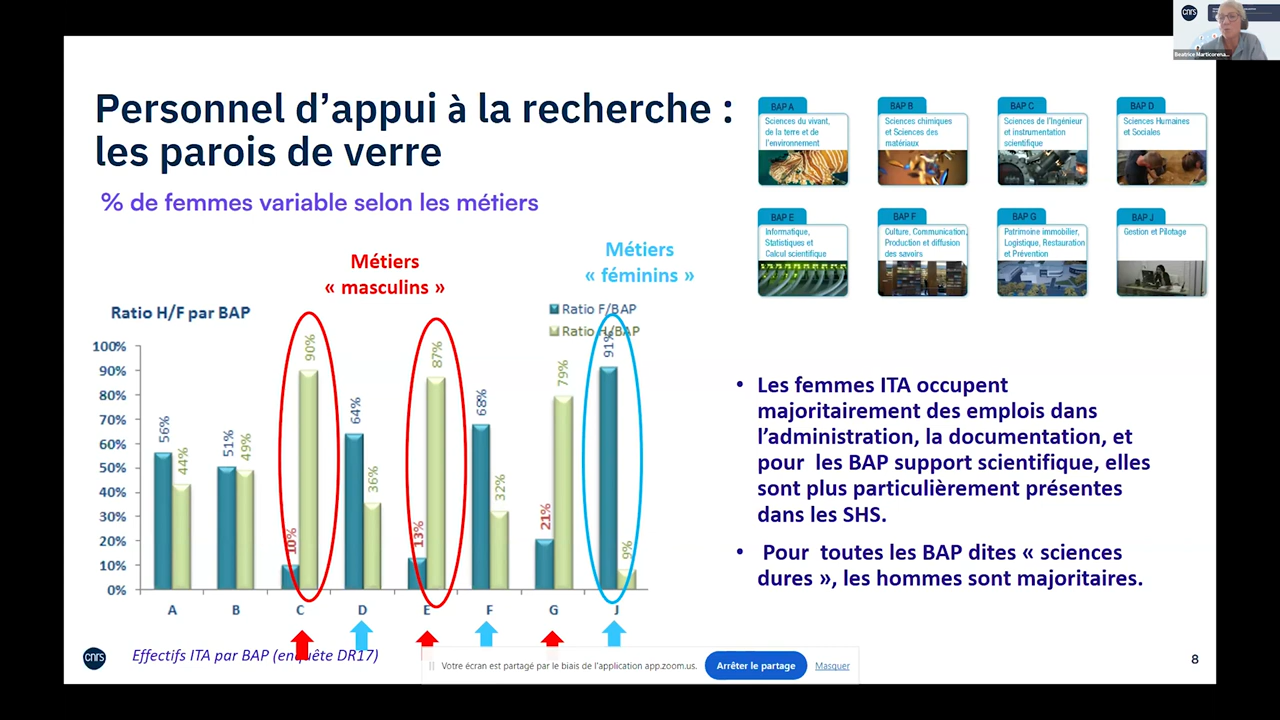 cnrs
Beatrice Marticorena...
Personnel d'appui à la recherche :
les parois de verre
% de femmes variable selon les métiers
BAP A
Sciences du vivant,
de la terre et de
l'environnement
BAP B
Sciences chimiques
et Sciences des
matériaux
BAP C
Sciences de l'Ingénieur
et instrumentation
scientifique
BAP D
Sciences Humaines
et Sociales
BAP E
Informatique,
Statistiques et
Calcul scientifique
BAP F
Culture, Communication,
Production et diffusion
des savoirs
BAP G
Patrimoine immobilier,
Logistique, Restauration
et Prévention
BAP J
Gestion et Pilotage
Métiers
« masculins »
Métiers
« féminins »
Ratio H/F par BAP
Ratio F/BAP
Ratio H/BAP
100%
90%
80%
70%
60%
50%
40%
30%
20%
10%
0%
56%
44%
51%
49%
10%
90%
64%
36%
13%
87%
68%
32%
21%
79%
91%
9%
A B C D E F G J
• Les femmes ITA occupent
majoritairement des emplois dans
l'administration, la documentation, et
pour les BAP support scientifique, elles
sont plus particulièrement présentes
dans les SHS.
• Pour toutes les BAP dites « sciences
dures », les hommes sont majoritaires.
cnrs
Effectifs ITA par BAP (enquête DR17)
Votre écran est partagé par le biais de l'application app.zoom.us.
Arrêter le partage
Masquer
8